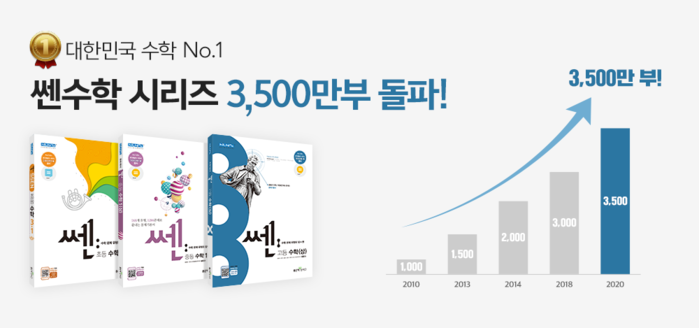 대한민국 수학 No.1
쎈수학 시리즈 3,500만부 돌파!
3,500만 부!
쎈
초등 수학
쎈
중등 수학
쎈
고등 수학(상)
1.000
1.500
2.000
3.000
3.500
2010
2013
2014
2018
2020